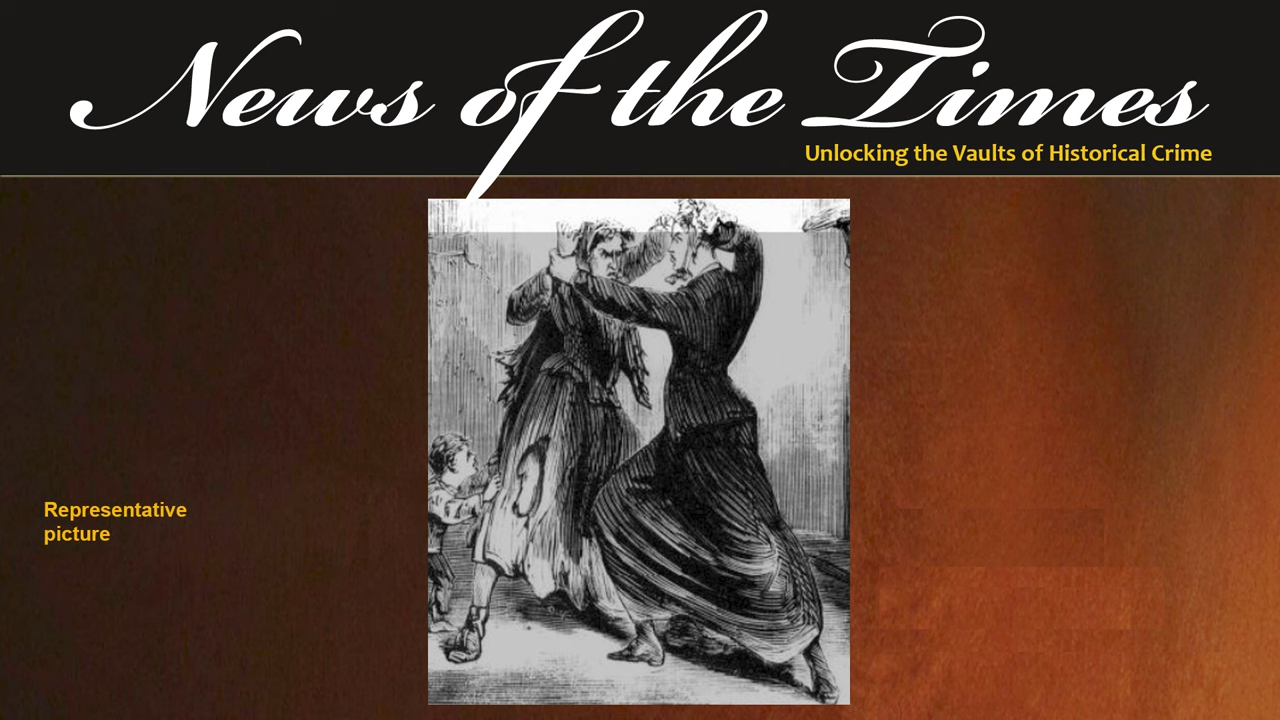 News of the Times
Unlocking the Vaults of Historical Crime
Representative
picture